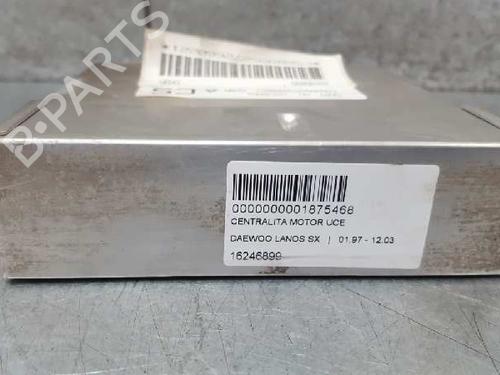 B-PARTS
0000000001875468
CENTRALITA MOTOR UCE
DAEWOO LANOS SX | 01.97 - 12.03
16246899